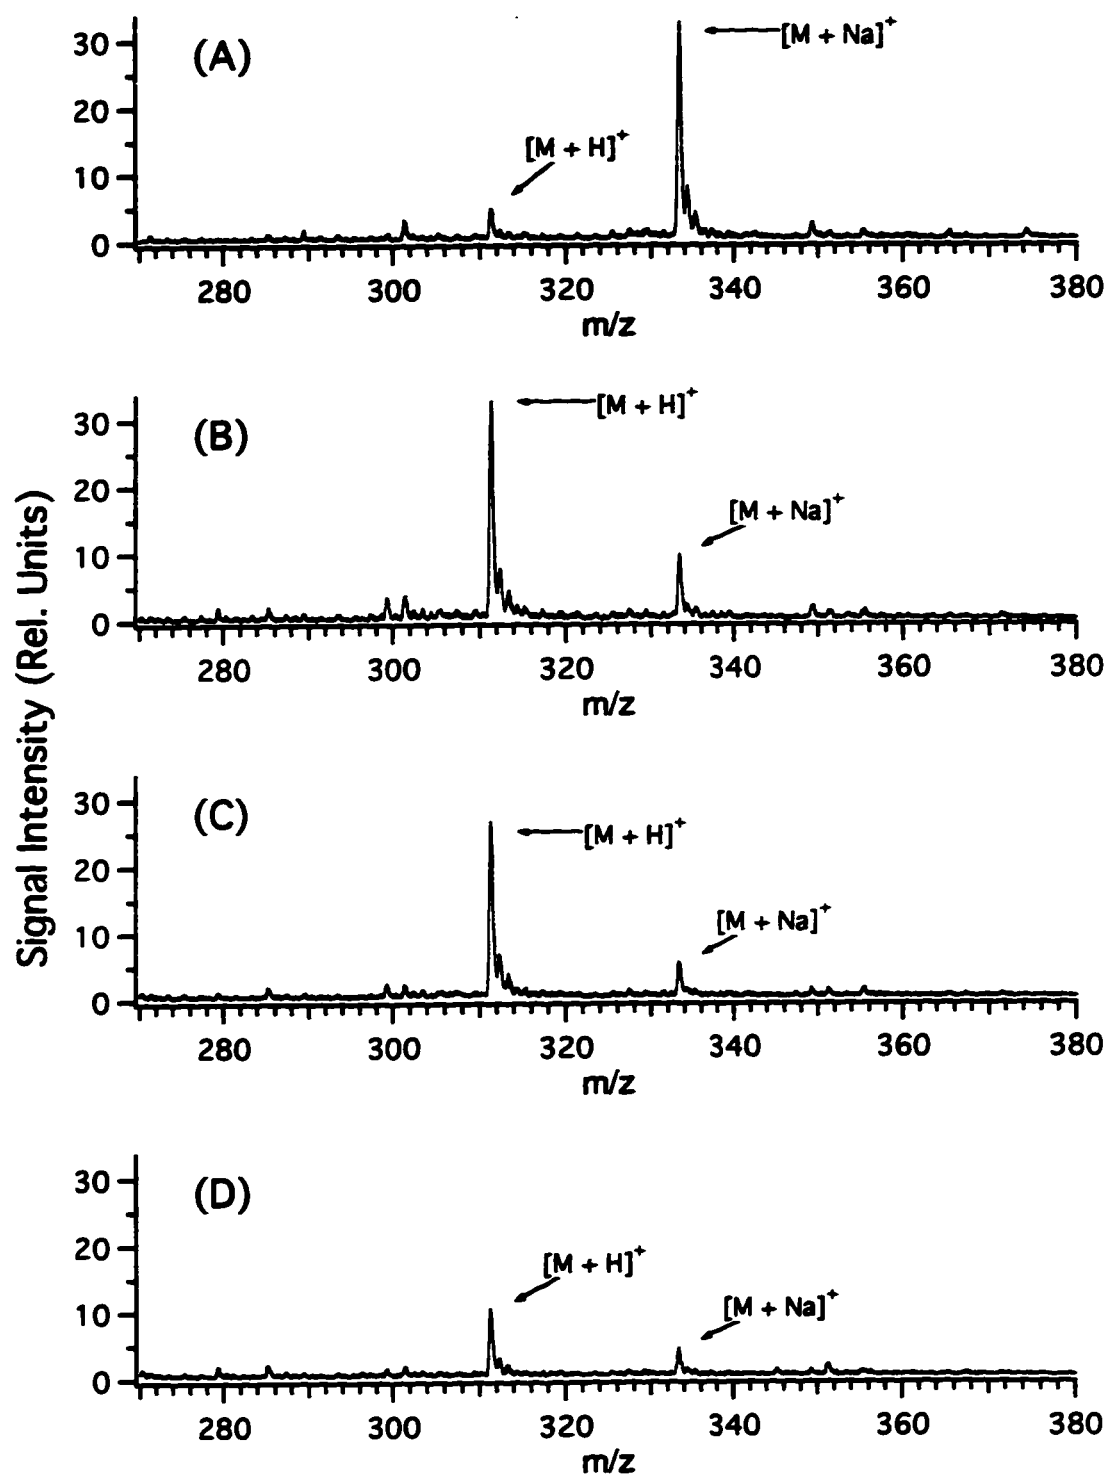 Signal Intensity (Rel. Units)
(A)
[M + Na]+
[M + H]+
30
20
10
0
280 300 320 340 360 380
m/z
(B)
[M + H]+
[M + Na]+
30
20
10
0
280 300 320 340 360 380
m/z
(C)
[M + H]+
[M + Na]+
30
20
10
0
280 300 320 340 360 380
m/z
(D)
[M + H]+
[M + Na]+
30
20
10
0
280 300 320 340 360 380
m/z